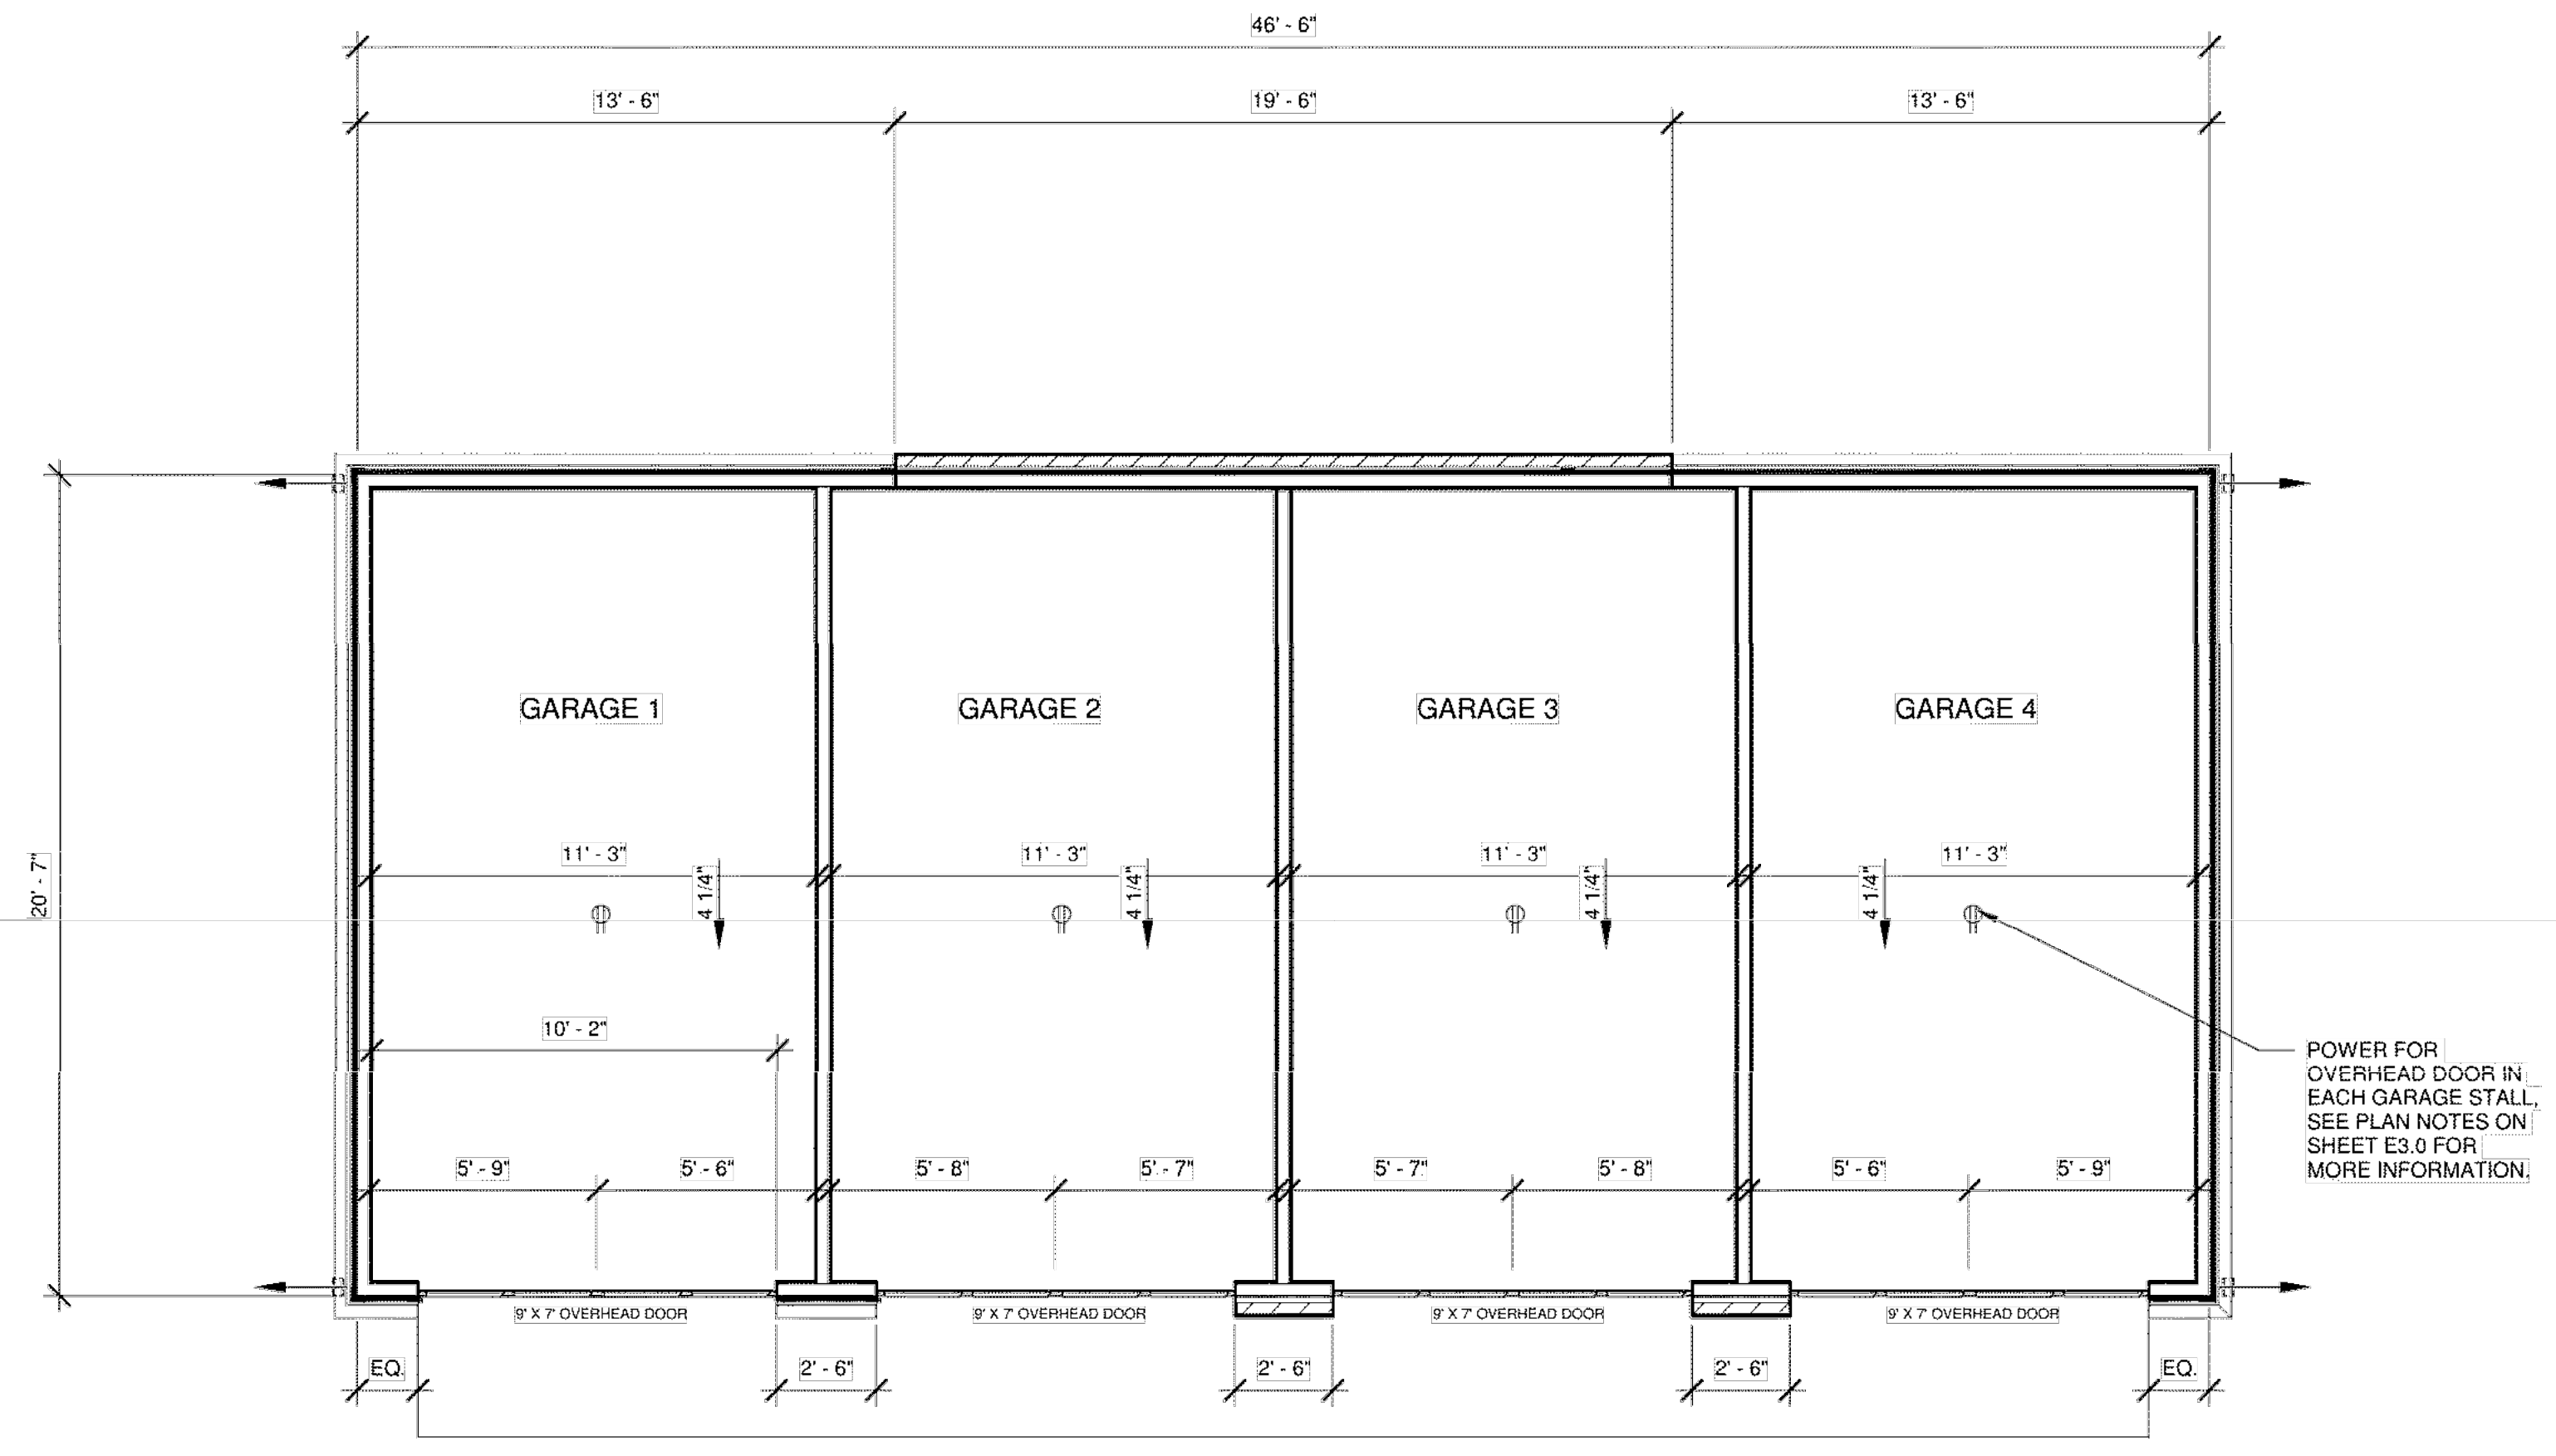 46' - 6"
13' - 6"
19' - 6"
13' - 6"
GARAGE 1
GARAGE 2
GARAGE 3
GARAGE 4
20' - 7"
11' - 3"
11' - 3"
11' - 3"
11' - 3"
4 1/4"
4 1/4"
4 1/4"
4 1/4"
10' - 2"
POWER FOR
OVERHEAD DOOR IN
EACH GARAGE STALL,
SEE PLAN NOTES ON
SHEET E3.0 FOR
MORE INFORMATION.
5' - 9"
5' - 6"
5' - 8"
5' - 7"
5' - 7"
5' - 8"
5' - 6"
5' - 9"
9' X 7' OVERHEAD DOOR
9' X 7' OVERHEAD DOOR
9' X 7' OVERHEAD DOOR
9' X 7' OVERHEAD DOOR
EQ.
2' - 6"
2' - 6"
2' - 6"
EQ.